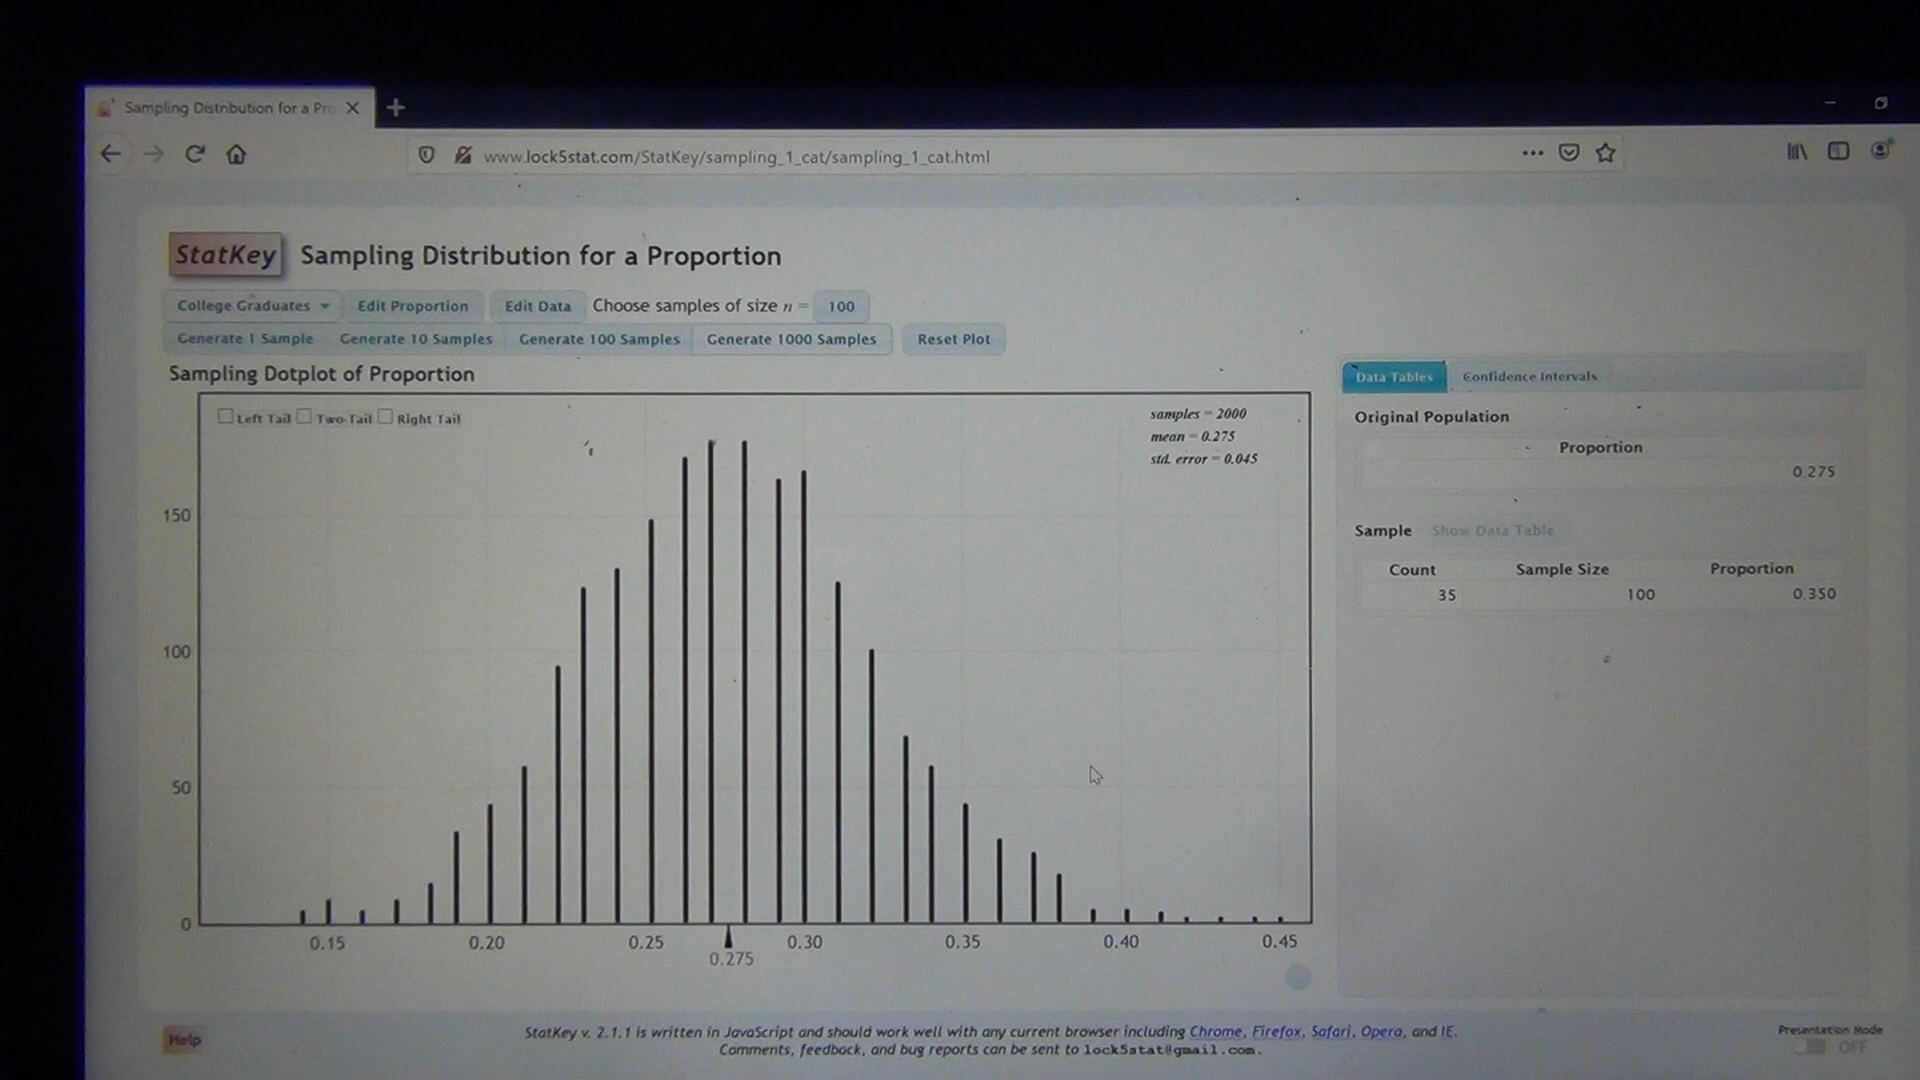 Sampling Distribution for a Pro
www.lock5stat.com/StatKey/sampling_1_cat/sampling_1_cat.html
StatKey Sampling Distribution for a Proportion
College Graduates Edit Proportion Edit Data Choose samples of size n = 100
Generate 1 Sample Generate 10 Samples Generate 100 Samples Generate 1000 Samples Reset Plot
Sampling Dotplot of Proportion
Left Tail Two-Tail Right Tail
samples = 2000
mean = 0.275
std. error = 0.045
150
100
50
0
0.15 0.20 0.25 0.30 0.35 0.40 0.45
0.275
Data Tables Confidence Intervals
Original Population
Proportion
0.275
Sample Show Data Table
Count Sample Size Proportion
35 100 0.350
Help
StatKey v. 2.1.1 is written in JavaScript and should work well with any current browser including Chrome, Firefox, Safari, Opera, and IE.
Comments, feedback, and bug reports can be sent to lock5stat@gmail.com.
Presentation Mode
OFF